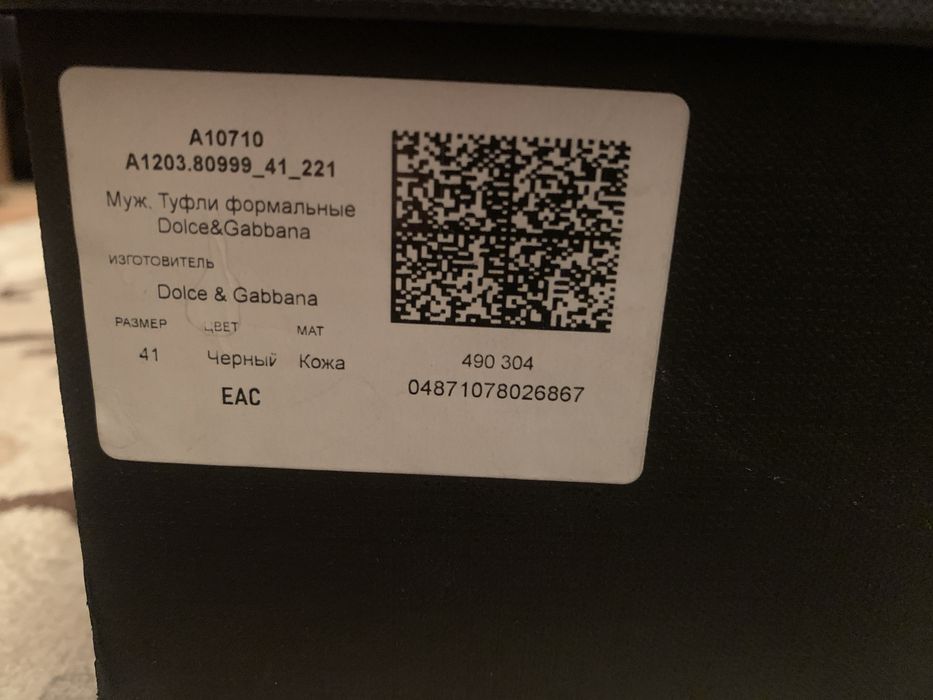 A10710
A1203.80999_41_221
Муж. Туфли формальные
Dolce&Gabbana
ИЗГОТОВИТЕЛЬ
Dolce & Gabbana
РАЗМЕР ЦВЕТ МАТ
41 Черный Кожа
EAC
490 304
04871078026867